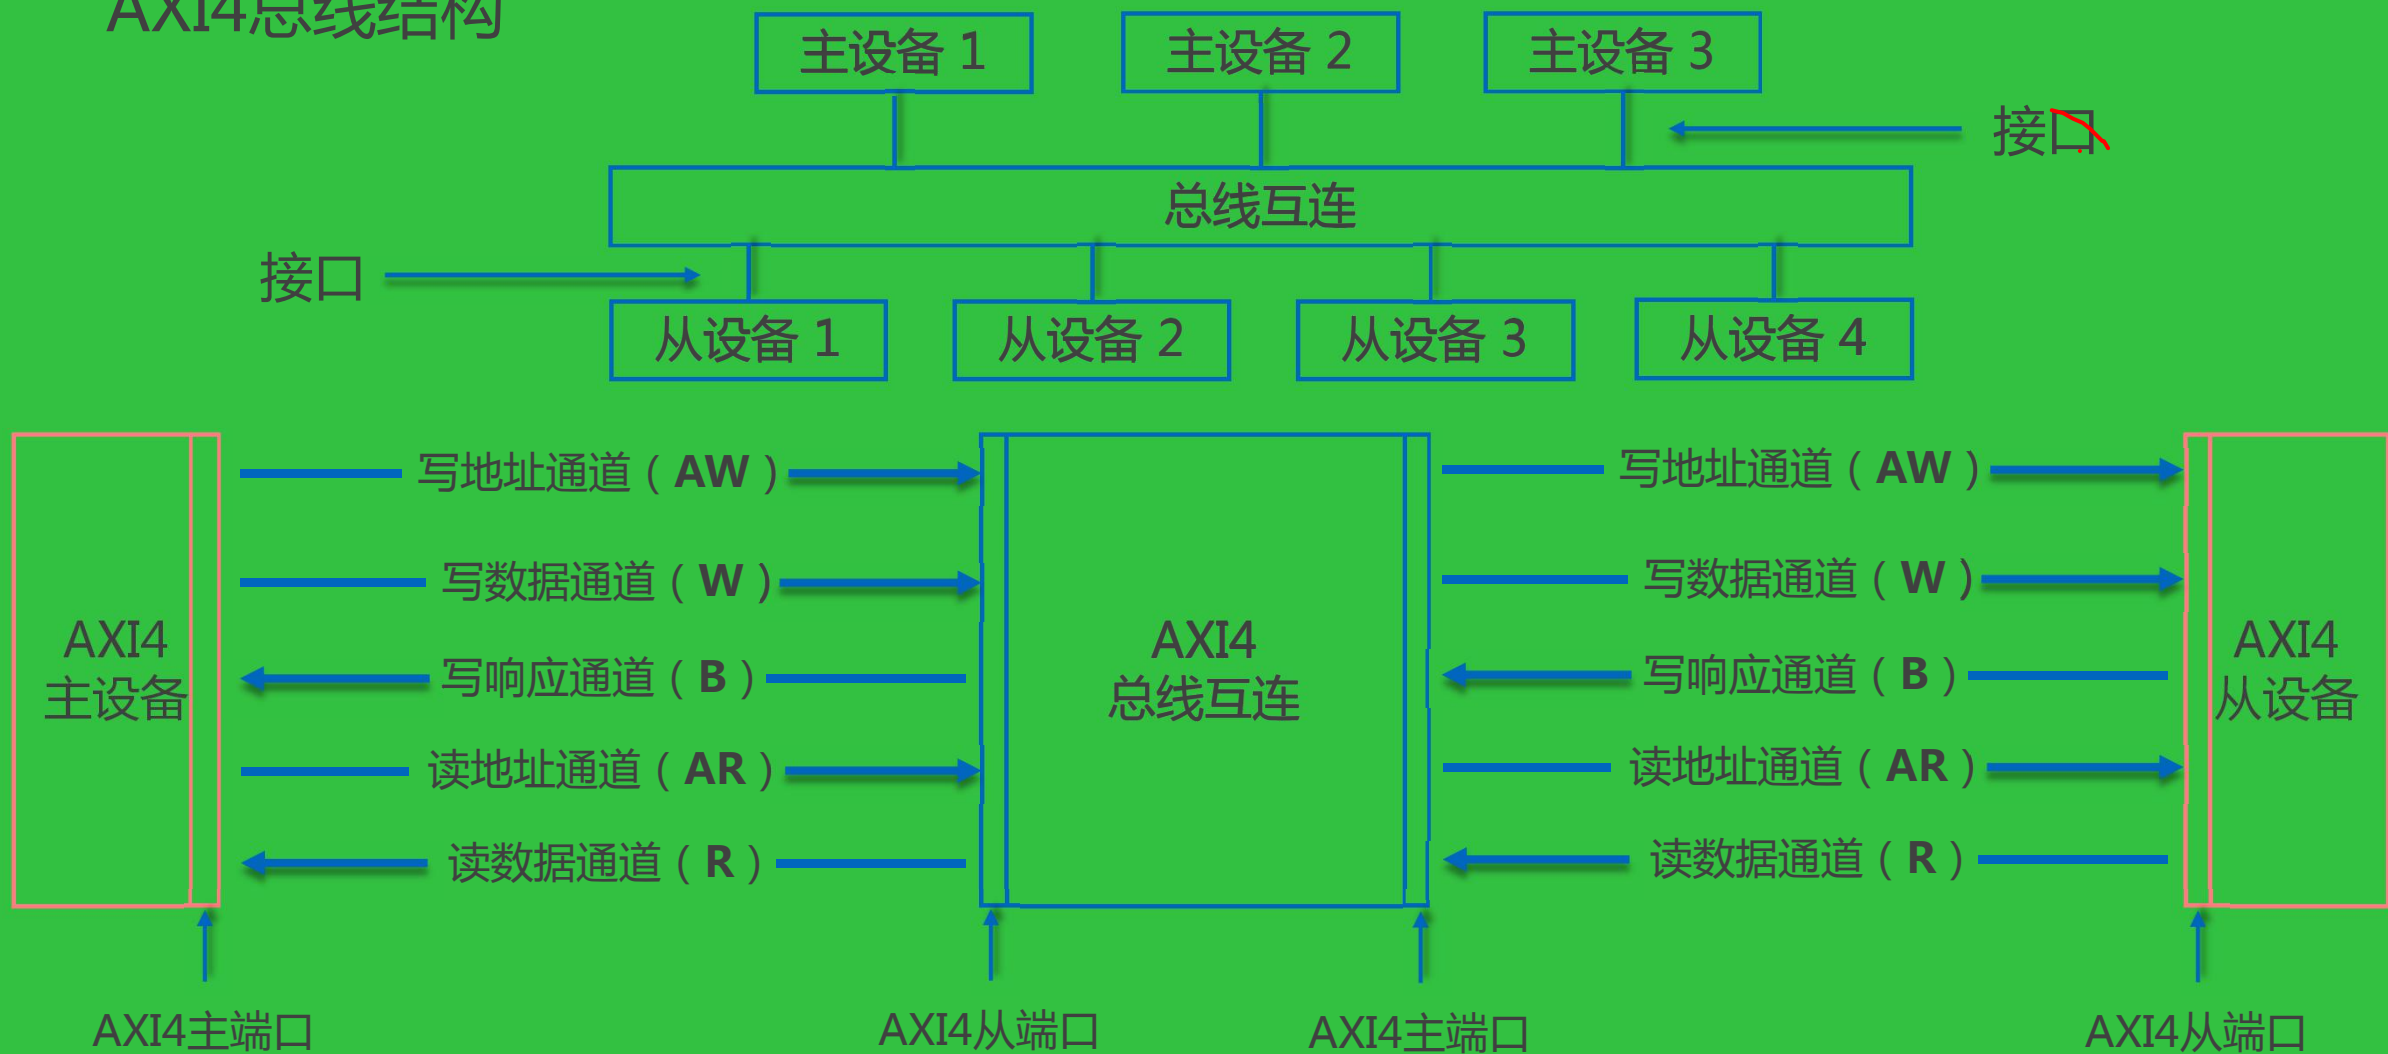 AXI4总线结构
主设备 1
主设备 2
主设备 3
接口
总线互连
接口
从设备 1
从设备 2
从设备 3
从设备 4
写地址通道（AW）
写地址通道（AW）
写数据通道（W）
写数据通道（W）
AXI4
主设备
AXI4
总线互连
AXI4
从设备
写响应通道（B）
写响应通道（B）
读地址通道（AR）
读地址通道（AR）
读数据通道（R）
读数据通道（R）
AXI4主端口
AXI4从端口
AXI4主端口
AXI4从端口